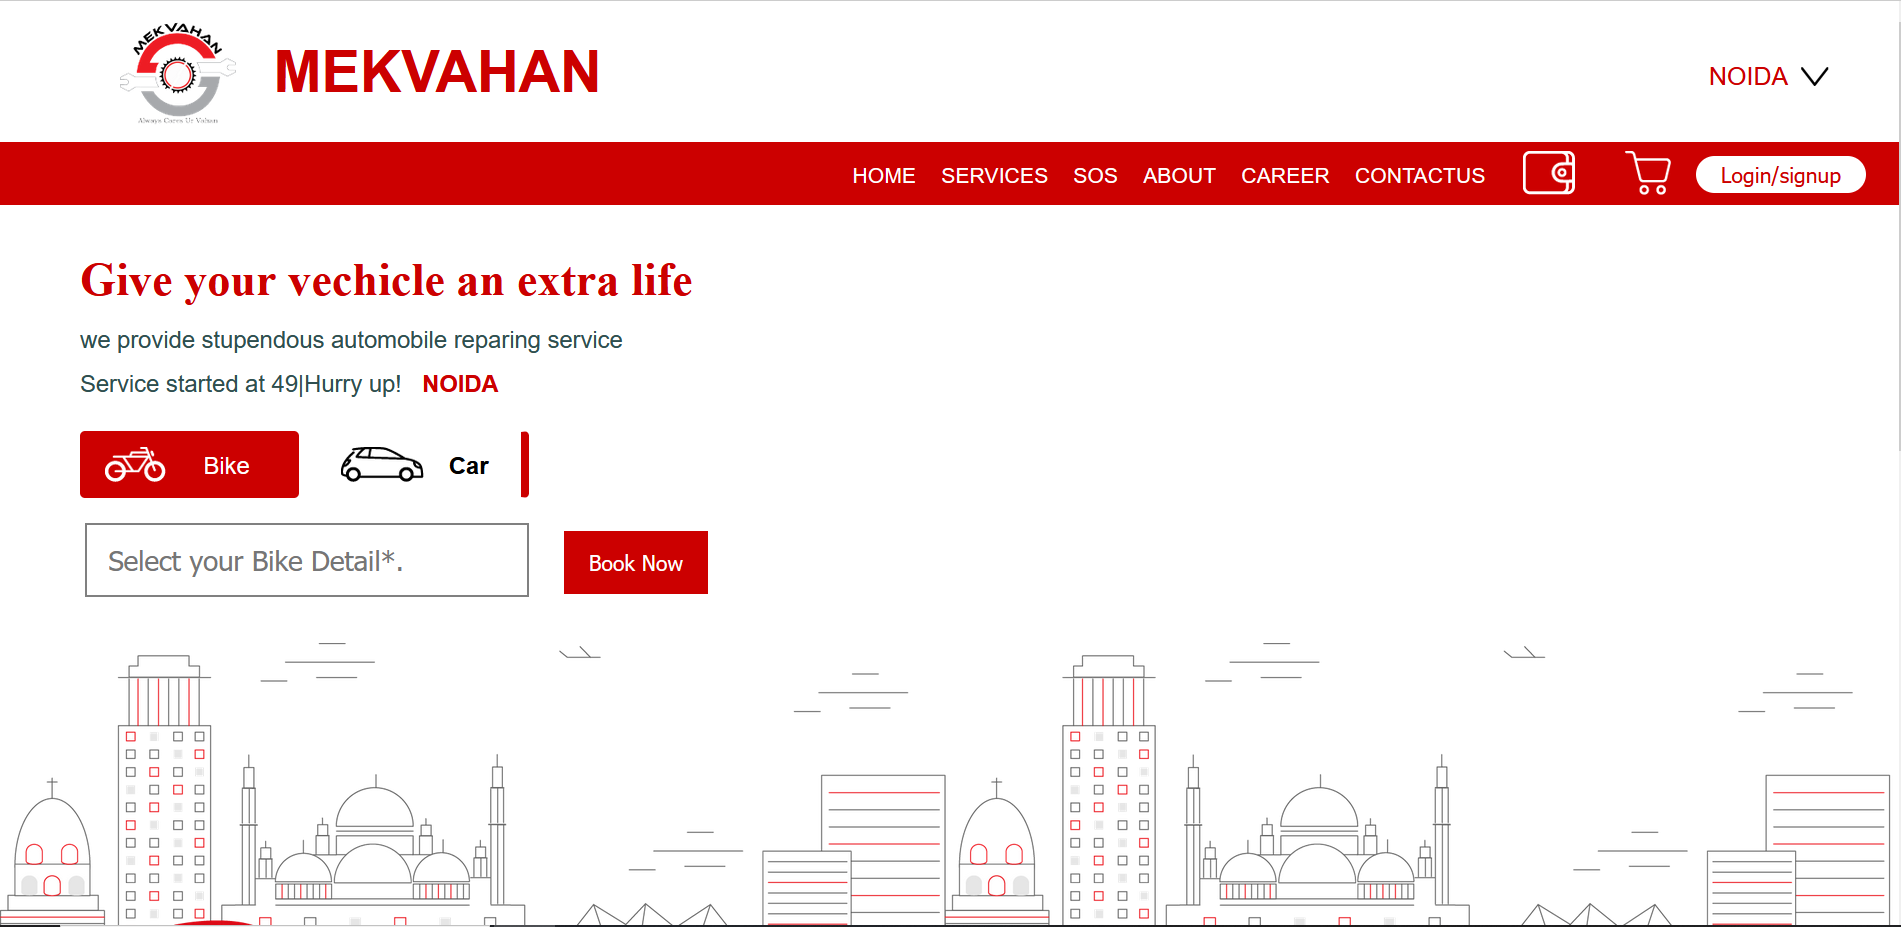 MEKVAHAN
Always Cares Ur Vahan
MEKVAHAN
NOIDA
HOME SERVICES SOS ABOUT CAREER CONTACTUS Login/signup
Give your vechicle an extra life
we provide stupendous automobile reparing service
Service started at 49|Hurry up! NOIDA
Bike Car
Select your Bike Detail*.
Book Now